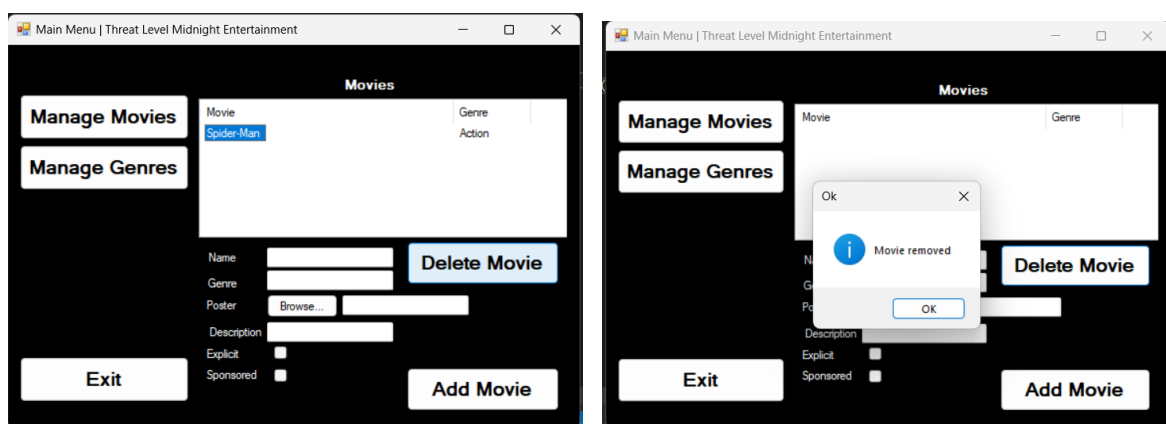 Main Menu | Threat Level Midnight Entertainment
Movies
Manage Movies
Manage Genres
Movie Genre
Spider-Man Action
Name
Delete Movie
Genre
Poster Browse...
Description
Explicit
Sponsored
Exit
Add Movie
Main Menu | Threat Level Midnight Entertainment
Movies
Manage Movies
Manage Genres
Movie Genre
Ok
Movie removed
OK
Delete Movie
Description
Explicit
Sponsored
Exit
Add Movie